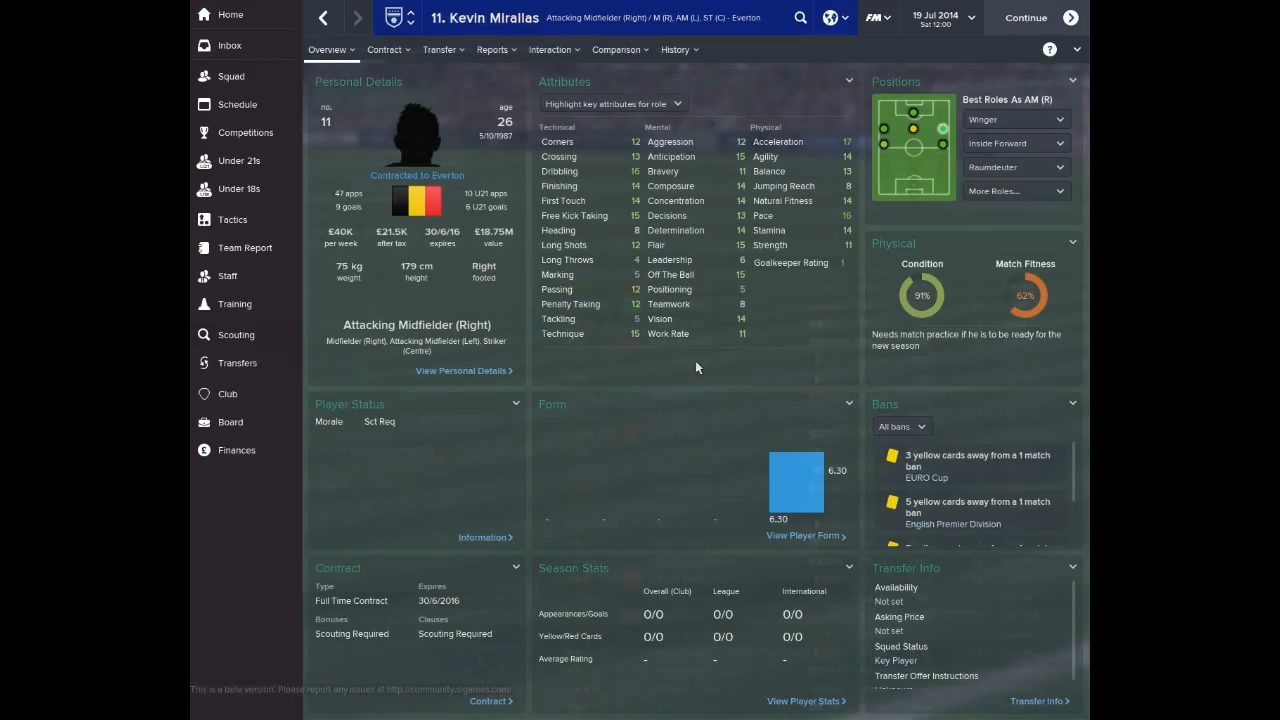 Home
Inbox
Squad
Schedule
Competitions
Under 21s
Under 18s
Tactics
Team Report
Staff
Training
Scouting
Transfers
Club
Board
Finances
11. Kevin Mirallas Attacking Midfielder (Right) / M (R), AM (L), ST (C) - Everton
FM
19 Jul 2014
Sat 12:00
Continue
Overview Contract Transfer Reports Interaction Comparison History
?
Personal Details
no.
11
age
26
5/10/1987
Contracted to Everton
47 apps
9 goals
10 U21 apps
6 U21 goals
£40K £21.5K 30/6/16 £18.75M
per week after tax expires value
75 kg 179 cm Right
weight height footed
Attacking Midfielder (Right)
Midfielder (Right), Attacking Midfielder (Left), Striker
(Centre)
View Personal Details
Attributes
Highlight key attributes for role
Technical Mental Physical
Corners 12 Aggression 12 Acceleration 17
Crossing 13 Anticipation 15 Agility 14
Dribbling 16 Bravery 11 Balance 13
Finishing 14 Composure 14 Jumping Reach 8
First Touch 14 Concentration 14 Natural Fitness 14
Free Kick Taking 15 Decisions 13 Pace 16
Heading 8 Determination 14 Stamina 14
Long Shots 12 Flair 15 Strength 11
Long Throws 4 Leadership 6 Goalkeeper Rating 1
Marking 5 Off The Ball 15
Passing 12 Positioning 5
Penalty Taking 12 Teamwork 8
Tackling 5 Vision 14
Technique 15 Work Rate 11
Positions
Best Roles As AM (R)
Winger
Inside Forward
Raumdeuter
More Roles...
Physical
Condition Match Fitness
91% 62%
Needs match practice if he is to be ready for the
new season
Player Status
Morale Sct Req
Information
Form
6.30
- - - -
6.30
View Player Form
Bans
All bans
3 yellow cards away from a 1 match
ban
EURO Cup
5 yellow cards away from a 1 match
ban
English Premier Division
Contract
Type Expires
Full Time Contract 30/6/2016
Bonuses Clauses
Scouting Required Scouting Required
Contract
Season Stats
Overall (Club) League International
Appearances/Goals 0/0 0/0 0/0
Yellow/Red Cards 0/0 0/0 0/0
Average Rating - - -
View Player Stats
Transfer Info
Availability
Not set
Asking Price
Not set
Squad Status
Key Player
Transfer Offer Instructions
Transfer Info
This is a beta version. Please report any issues at http://community.sigames.com/